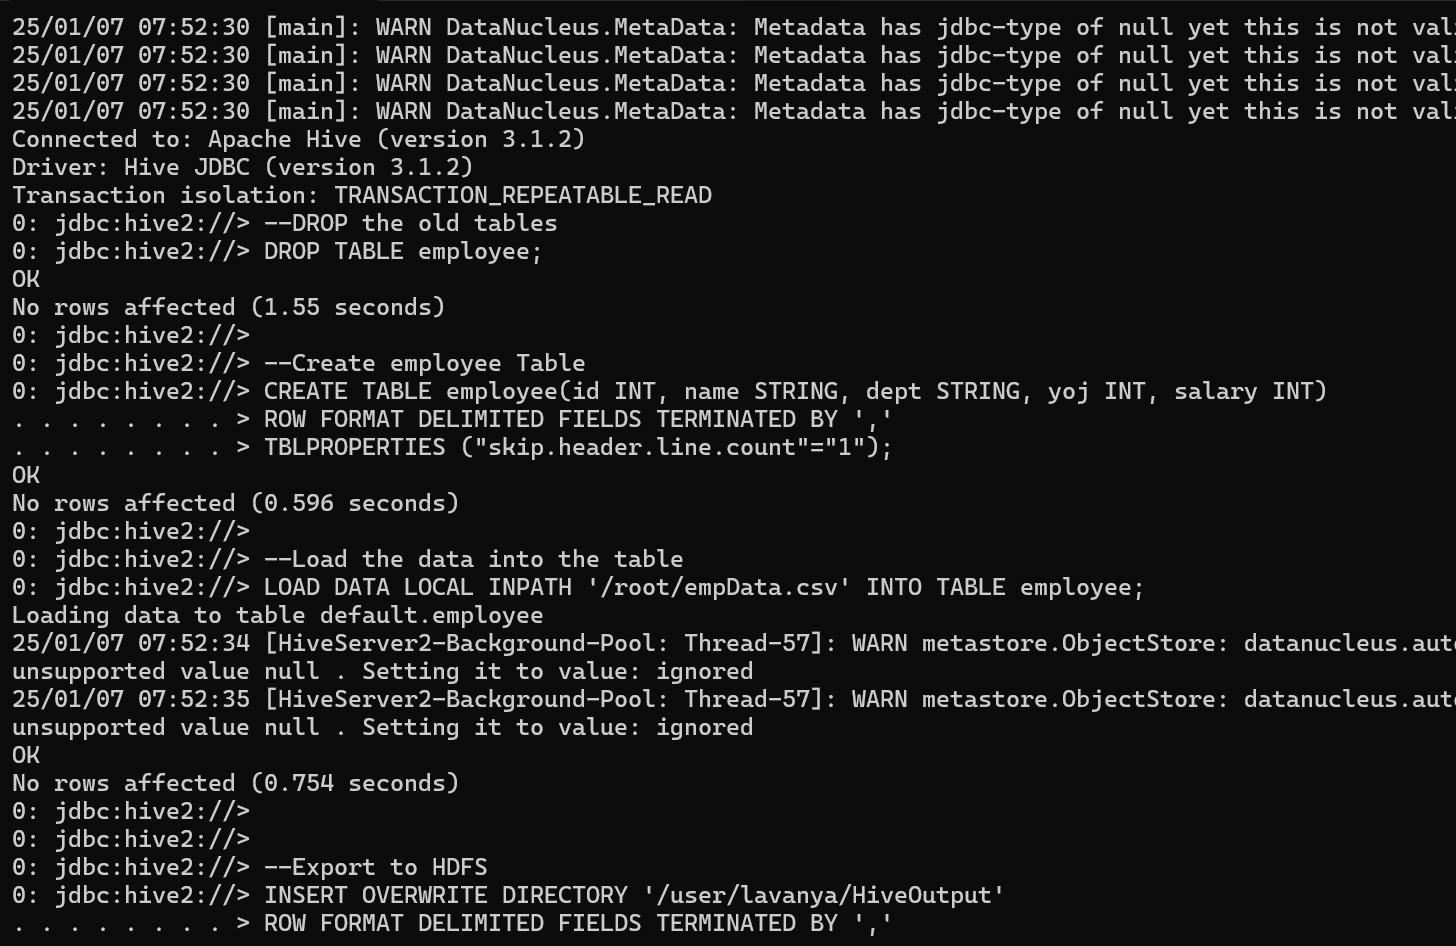 25/01/07 07:52:30 [main]: WARN DataNucleus.MetaData: Metadata has jdbc-type of null yet this is not
25/01/07 07:52:30 [main]: WARN DataNucleus.MetaData: Metadata has jdbc-type of null yet this is not
25/01/07 07:52:30 [main]: WARN DataNucleus.MetaData: Metadata has jdbc-type of null yet this is not
25/01/07 07:52:30 [main]: WARN DataNucleus.MetaData: Metadata has jdbc-type of null yet this is not
Connected to: Apache Hive (version 3.1.2)
Driver: Hive JDBC (version 3.1.2)
Transaction isolation: TRANSACTION_REPEATABLE_READ
0: jdbc:hive2://> --DROP the old tables
0: jdbc:hive2://> DROP TABLE employee;
OK
No rows affected (1.55 seconds)
0: jdbc:hive2://>
0: jdbc:hive2://> --Create employee Table
0: jdbc:hive2://> CREATE TABLE employee(id INT, name STRING, dept STRING, yoj INT, salary INT)
. . . . . . . . > ROW FORMAT DELIMITED FIELDS TERMINATED BY ','
. . . . . . . . > TBLPROPERTIES ("skip.header.line.count"="1");
OK
No rows affected (0.596 seconds)
0: jdbc:hive2://>
0: jdbc:hive2://> --Load the data into the table
0: jdbc:hive2://> LOAD DATA LOCAL INPATH '/root/empData.csv' INTO TABLE employee;
Loading data to table default.employee
25/01/07 07:52:34 [HiveServer2-Background-Pool: Thread-57]: WARN metastore.ObjectStore:
unsupported value null . Setting it to value: ignored
25/01/07 07:52:35 [HiveServer2-Background-Pool: Thread-57]: WARN metastore.ObjectStore:
unsupported value null . Setting it to value: ignored
OK
No rows affected (0.754 seconds)
0: jdbc:hive2://>
0: jdbc:hive2://>
0: jdbc:hive2://> --Export to HDFS
0: jdbc:hive2://> INSERT OVERWRITE DIRECTORY '/user/lavanya/HiveOutput'
. . . . . . . . > ROW FORMAT DELIMITED FIELDS TERMINATED BY ','